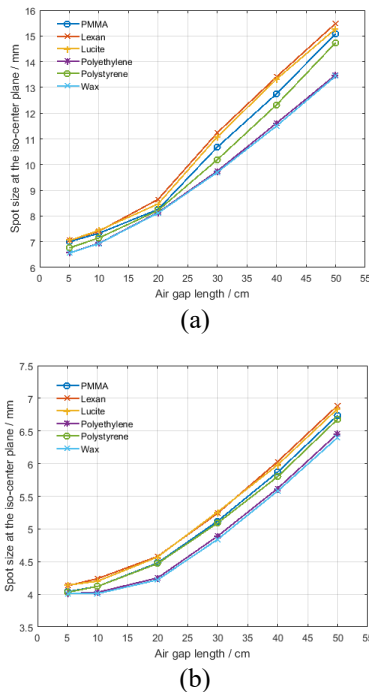 16
15
14
13
12
11
10
9
8
7
6
Spot size at the iso-center plane / mm
PMMA
Lexan
Lucite
Polyethylene
Polystyrene
Wax
0 5 10 15 20 25 30 35 40 45 50 55
Air gap length / cm
(a)
7.5
7
6.5
6
5.5
5
4.5
4
3.5
Spot size at the iso-center plane / mm
PMMA
Lexan
Lucite
Polyethylene
Polystyrene
Wax
0 5 10 15 20 25 30 35 40 45 50 55
Air gap length / cm
(b)